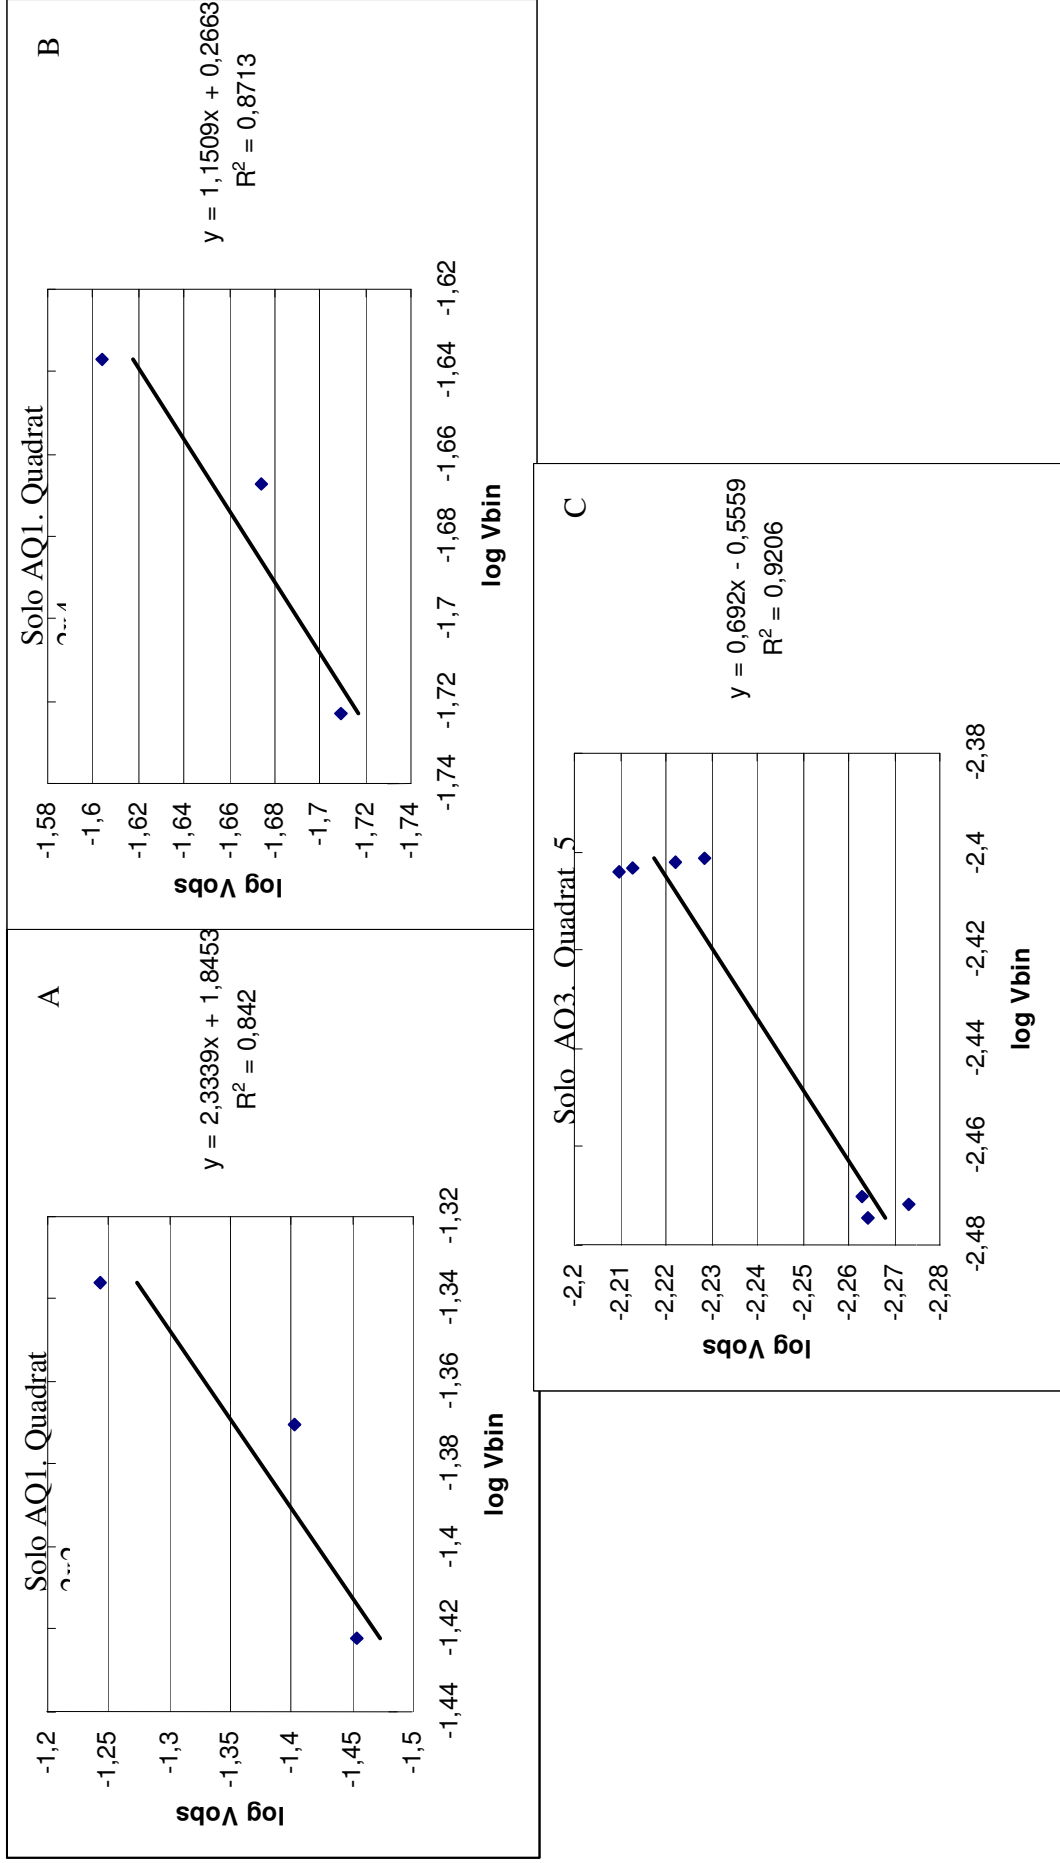 A
Solo AQ1. Quadrat
y = 2,3339x + 1,8453
R² = 0,842
-1,2
-1,25
-1,3
-1,35
-1,4
-1,45
-1,5
-1,44
-1,42
-1,4
-1,38
-1,36
-1,34
-1,32
log Vbin
log Vobs
B
Solo AQ1. Quadrat
y = 1,1509x + 0,2663
R² = 0,8713
-1,58
-1,6
-1,62
-1,64
-1,66
-1,68
-1,7
-1,72
-1,74
-1,74
-1,72
-1,7
-1,68
-1,66
-1,64
-1,62
log Vbin
log Vobs
C
Solo AQ3. Quadrat 5
y = 0,692x - 0,5559
R² = 0,9206
-2,2
-2,21
-2,22
-2,23
-2,24
-2,25
-2,26
-2,27
-2,28
-2,48
-2,46
-2,44
-2,42
-2,4
-2,38
log Vbin
log Vobs